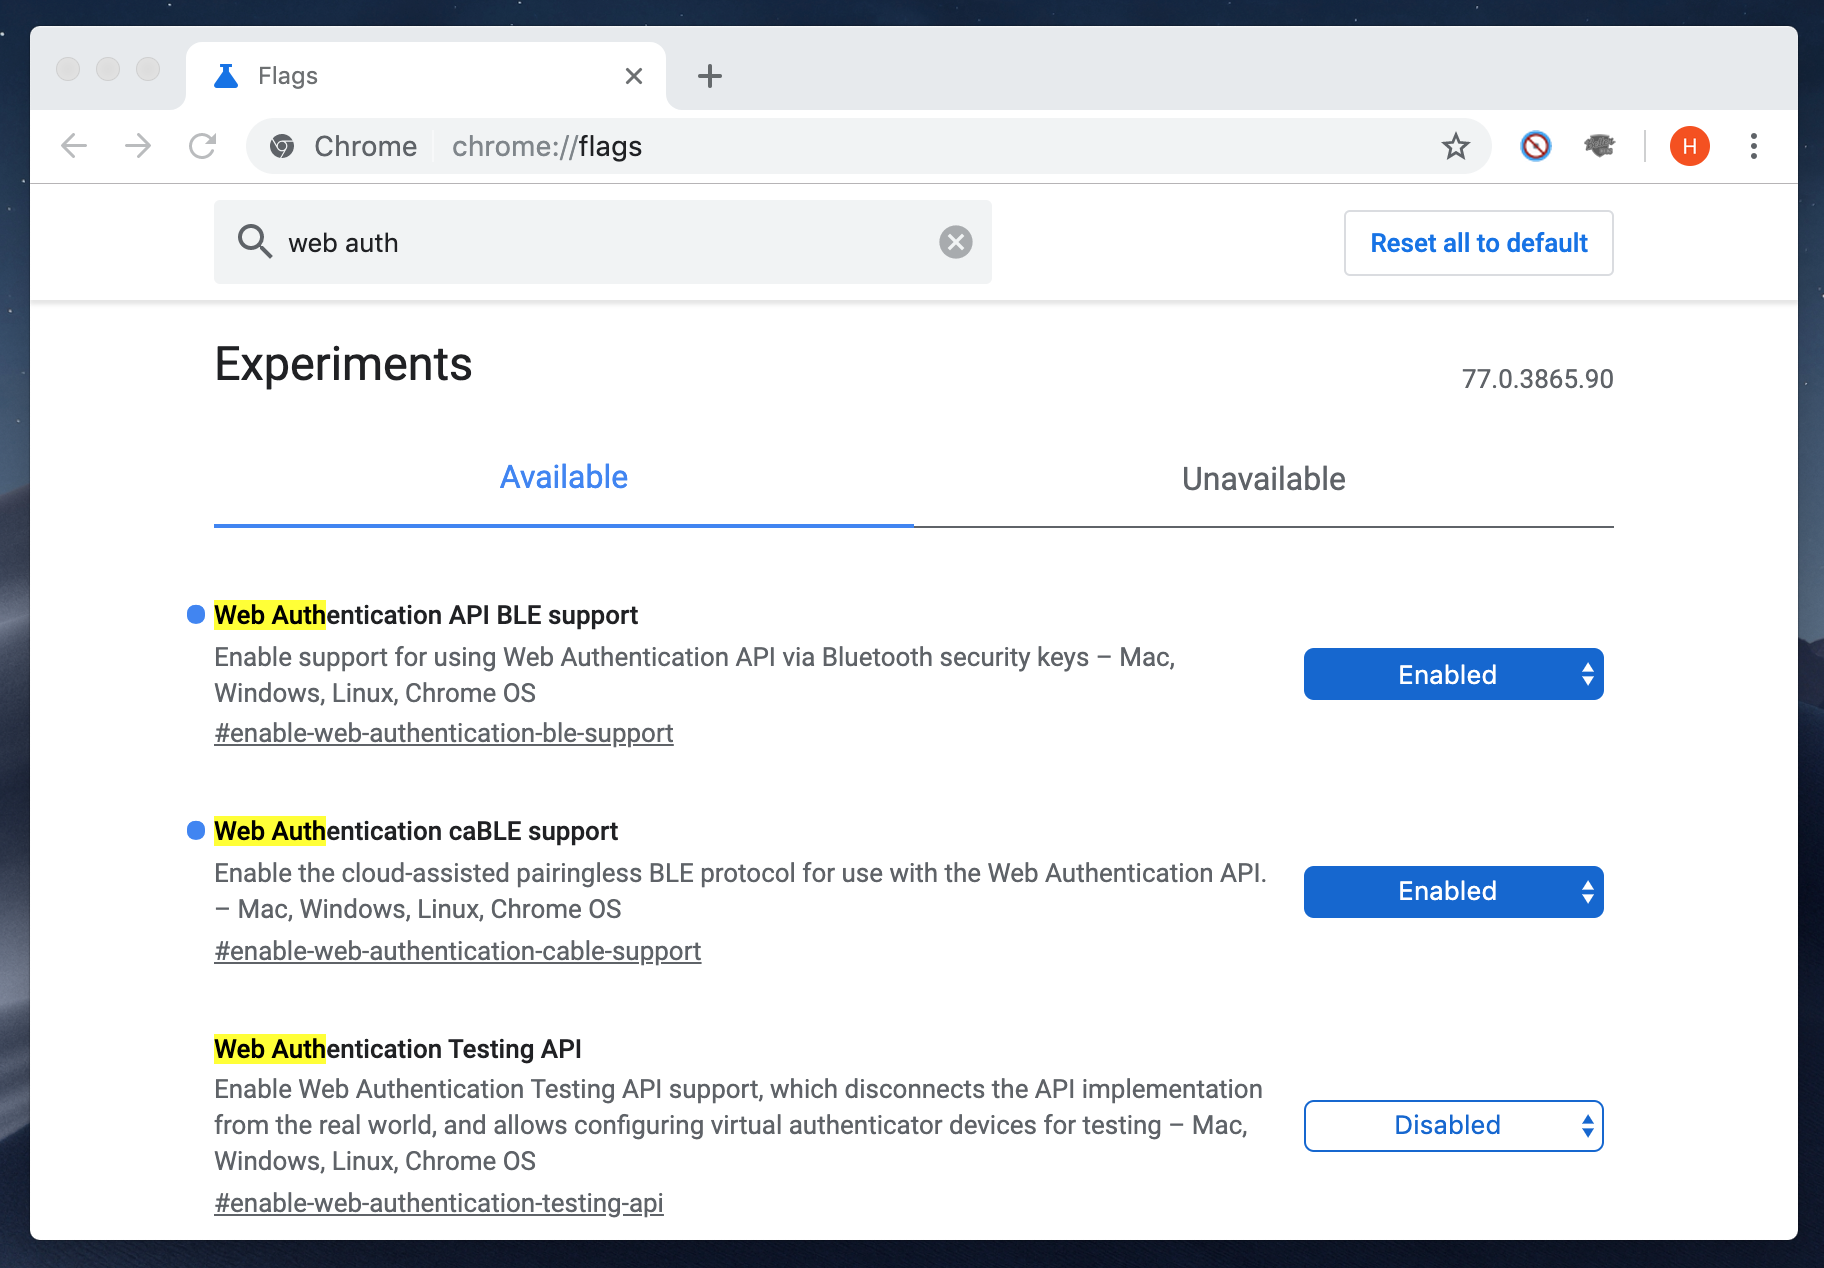 Flags
Chrome chrome://flags
H
web auth
Reset all to default
Experiments
77.0.3865.90
Available
Unavailable
Web Authentication API BLE support
Enable support for using Web Authentication API via Bluetooth security keys – Mac,
Windows, Linux, Chrome OS
#enable-web-authentication-ble-support
Enabled
Web Authentication caBLE support
Enable the cloud-assisted pairingless BLE protocol for use with the Web Authentication API.
– Mac, Windows, Linux, Chrome OS
#enable-web-authentication-cable-support
Enabled
Web Authentication Testing API
Enable Web Authentication Testing API support, which disconnects the API implementation
from the real world, and allows configuring virtual authenticator devices for testing – Mac,
Windows, Linux, Chrome OS
#enable-web-authentication-testing-api
Disabled